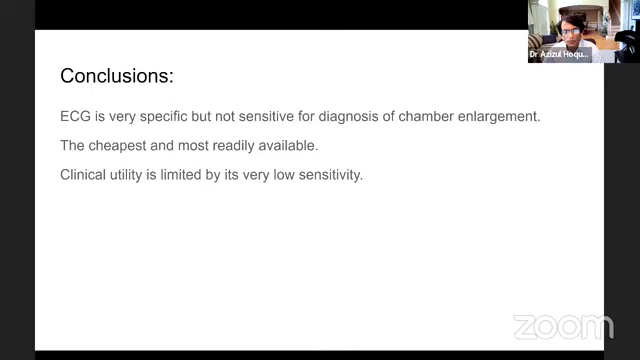 Dr Azizul Hoqu...
Conclusions:
ECG is very specific but not sensitive for diagnosis of chamber enlargement.
The cheapest and most readily available.
Clinical utility is limited by its very low sensitivity.
zoom